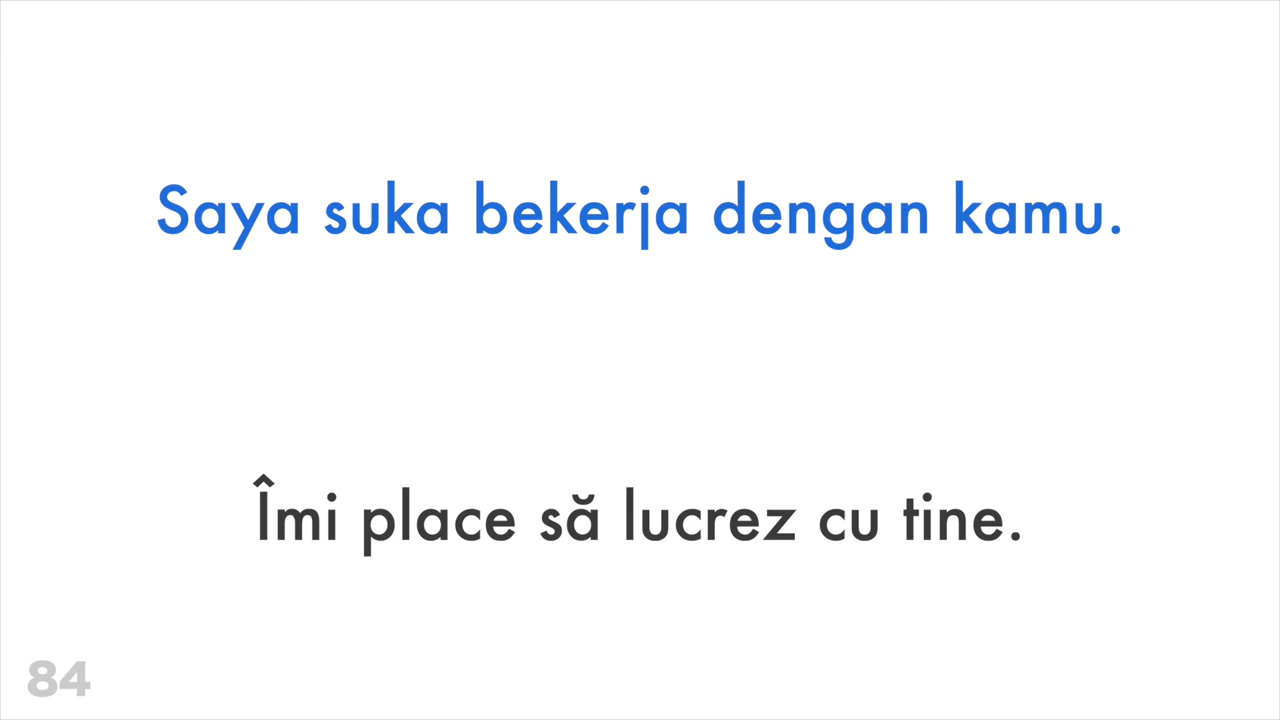 Saya suka bekerja dengan kamu.
Îmi place să lucrez cu tine.
84